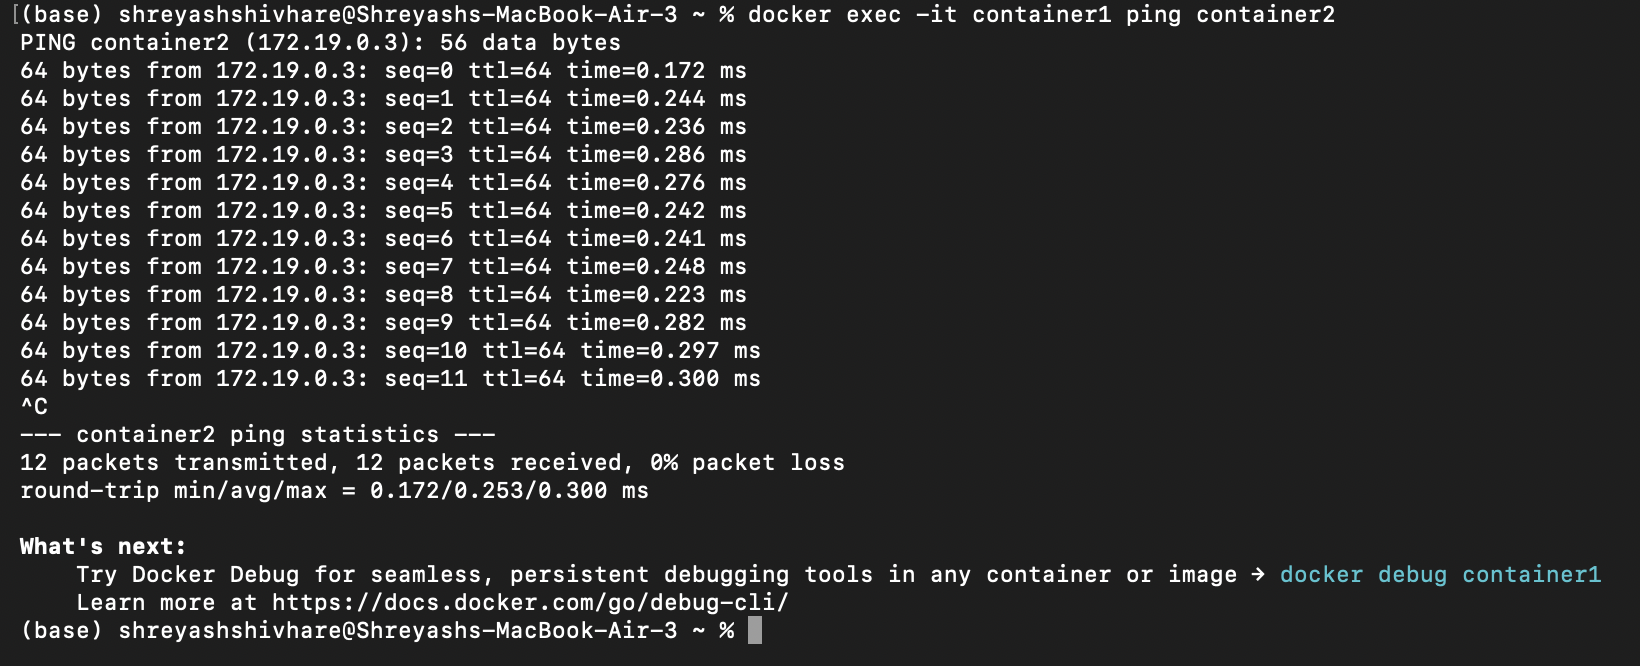 [(base) shreyashshivhare@Shreyashs-MacBook-Air-3 ~ % docker exec -it container1 ping container2
PING container2 (172.19.0.3): 56 data bytes
64 bytes from 172.19.0.3: seq=0 ttl=64 time=0.172 ms
64 bytes from 172.19.0.3: seq=1 ttl=64 time=0.244 ms
64 bytes from 172.19.0.3: seq=2 ttl=64 time=0.236 ms
64 bytes from 172.19.0.3: seq=3 ttl=64 time=0.286 ms
64 bytes from 172.19.0.3: seq=4 ttl=64 time=0.276 ms
64 bytes from 172.19.0.3: seq=5 ttl=64 time=0.242 ms
64 bytes from 172.19.0.3: seq=6 ttl=64 time=0.241 ms
64 bytes from 172.19.0.3: seq=7 ttl=64 time=0.248 ms
64 bytes from 172.19.0.3: seq=8 ttl=64 time=0.223 ms
64 bytes from 172.19.0.3: seq=9 ttl=64 time=0.282 ms
64 bytes from 172.19.0.3: seq=10 ttl=64 time=0.297 ms
64 bytes from 172.19.0.3: seq=11 ttl=64 time=0.300 ms
^C
--- container2 ping statistics ---
12 packets transmitted, 12 packets received, 0% packet loss
round-trip min/avg/max = 0.172/0.253/0.300 ms
What's next:
Try Docker Debug for seamless, persistent debugging tools in any container or image → docker debug container1
Learn more at https://docs.docker.com/go/debug-cli/
(base) shreyashshivhare@Shreyashs-MacBook-Air-3 ~ %